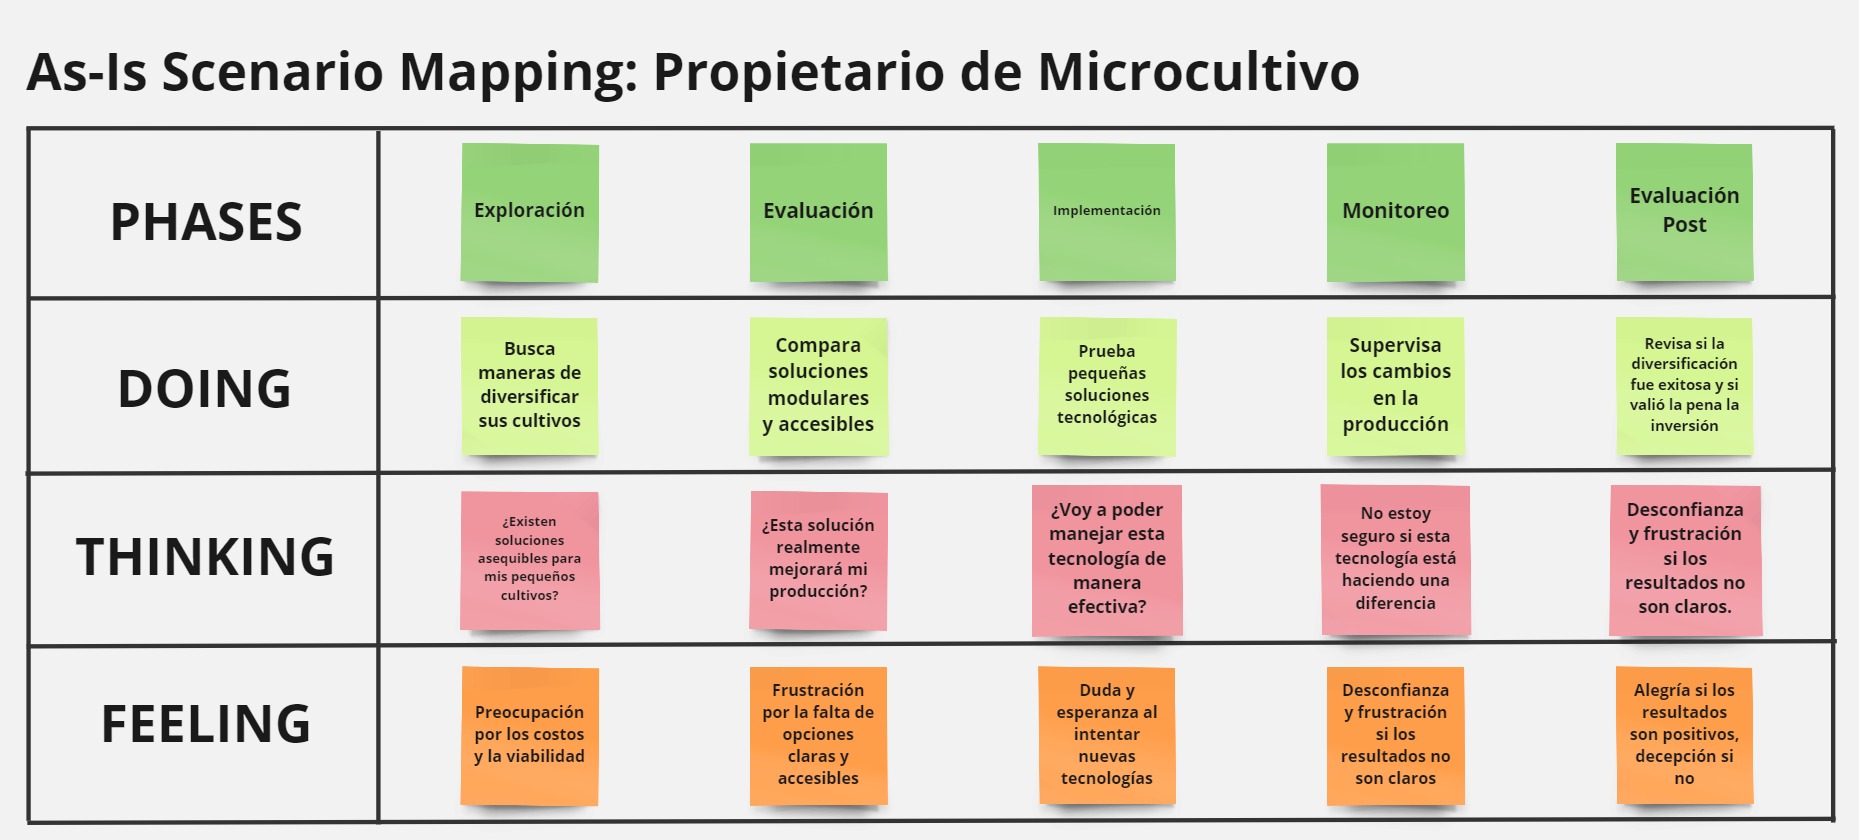 As-Is Scenario Mapping: Propietario de Microcultivo
PHASES
Exploración
Evaluación
Implementación
Monitoreo
Evaluación
Post
DOING
Busca
maneras de
diversificar
sus cultivos
Compara
soluciones
modulares
y accesibles
Prueba
pequeñas
soluciones
tecnológicas
Supervisa
los cambios
en la
producción
Revisa si la
diversificación
fue exitosa y si
valió la pena la
inversión
THINKING
¿Existen
soluciones
asequibles para
mis pequeños
cultivos?
¿Esta solución
realmente
mejorará mi
producción?
¿Voy a poder
manejar esta
tecnología de
manera
efectiva?
No estoy
seguro si esta
tecnología está
haciendo una
diferencia
Desconfianza
y frustración
si los
resultados no
son claros.
FEELING
Preocupación
por los costos
y la viabilidad
Frustración
por la falta de
opciones
claras y
accesibles
Duda y
esperanza al
intentar
nuevas
tecnologías
Desconfianza
y frustración
si los
resultados no
son claros
Alegría si los
resultados
son positivos,
decepción si
no